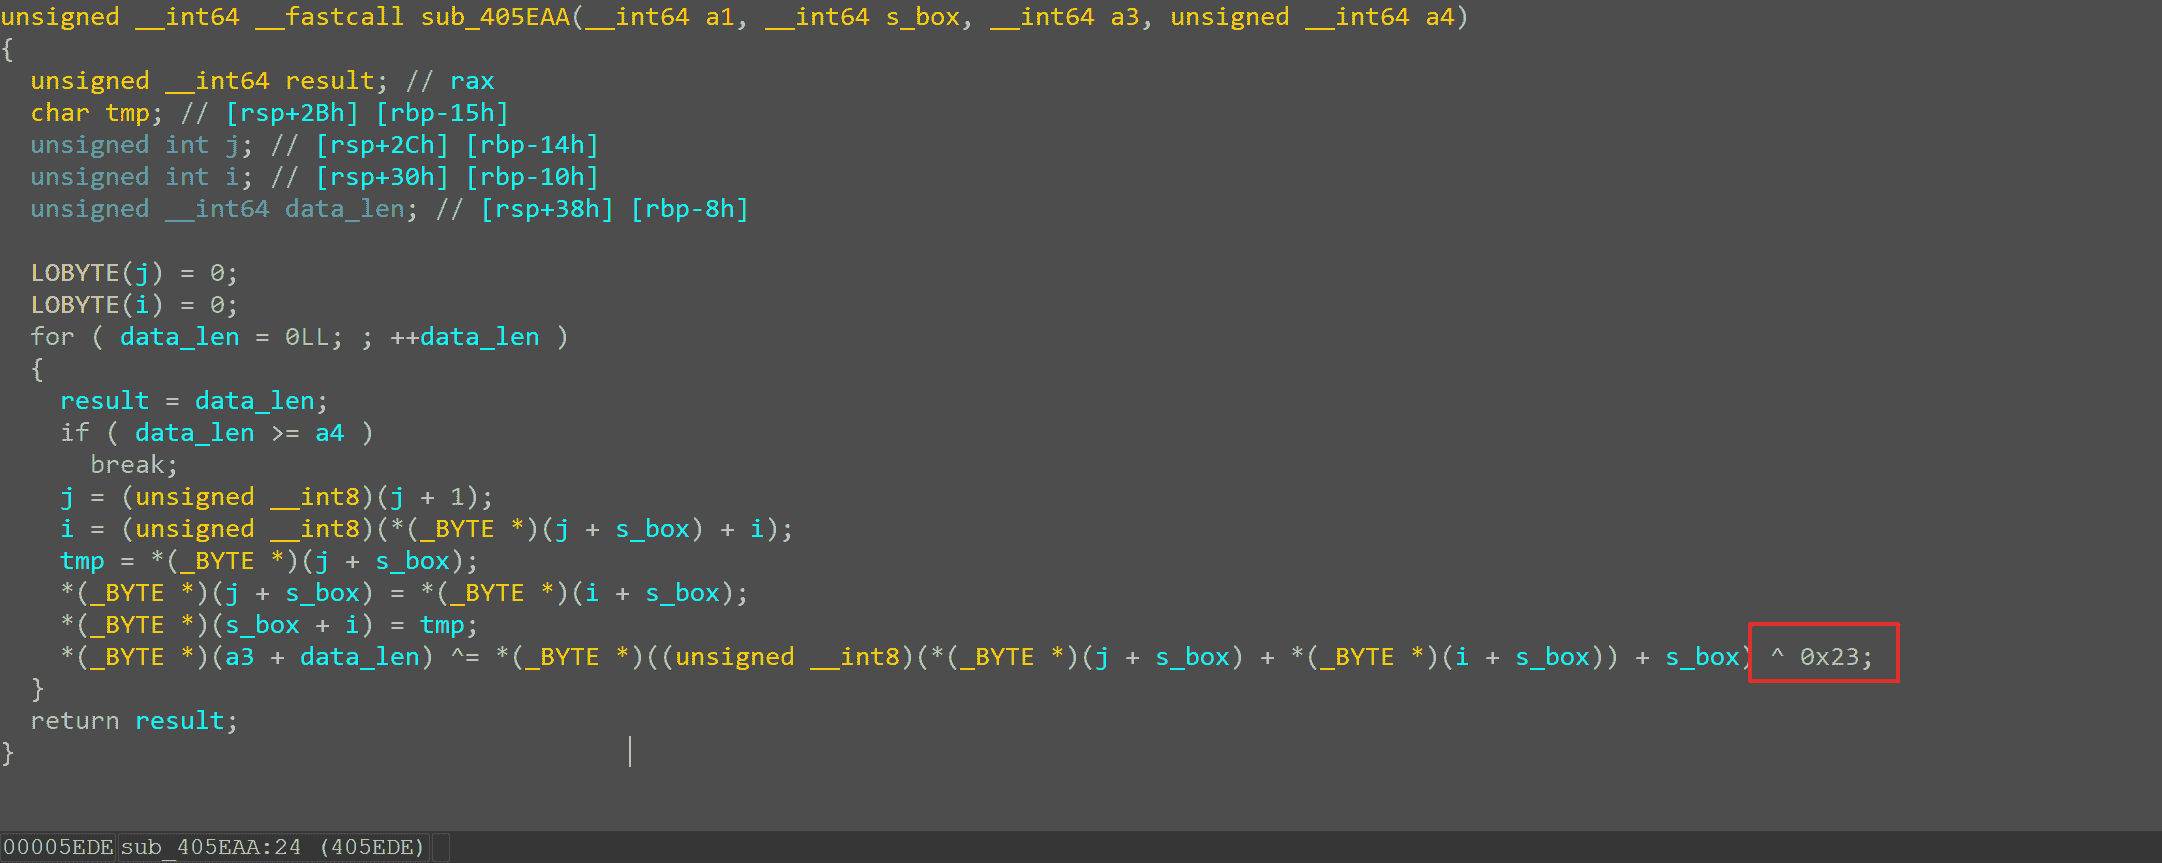 unsigned __int64 __fastcall sub_405EAA(__int64 a1, __int64 s_box, __int64 a3, unsigned __int64 a4)
{
  unsigned __int64 result; // rax
  char tmp; // [rsp+2Bh] [rbp-15h]
  unsigned int j; // [rsp+2Ch] [rbp-14h]
  unsigned int i; // [rsp+30h] [rbp-10h]
  unsigned __int64 data_len; // [rsp+38h] [rbp-8h]

  LOBYTE(j) = 0;
  LOBYTE(i) = 0;
  for ( data_len = 0LL; ; ++data_len )
  {
    result = data_len;
    if ( data_len >= a4 )
      break;
    j = (unsigned __int8)(j + 1);
    i = (unsigned __int8)(*(_BYTE *)(j + s_box) + i);
    tmp = *(_BYTE *)(j + s_box);
    *(_BYTE *)(j + s_box) = *(_BYTE *)(i + s_box);
    *(_BYTE *)(s_box + i) = tmp;
    *(_BYTE *)(a3 + data_len) ^= *(_BYTE *)((unsigned __int8)(*(_BYTE *)(j + s_box) + *(_BYTE *)(i + s_box)) + s_box) ^ 0x23;
  }
  return result;
}
00005EDE sub_405EAA:24 (405EDE)